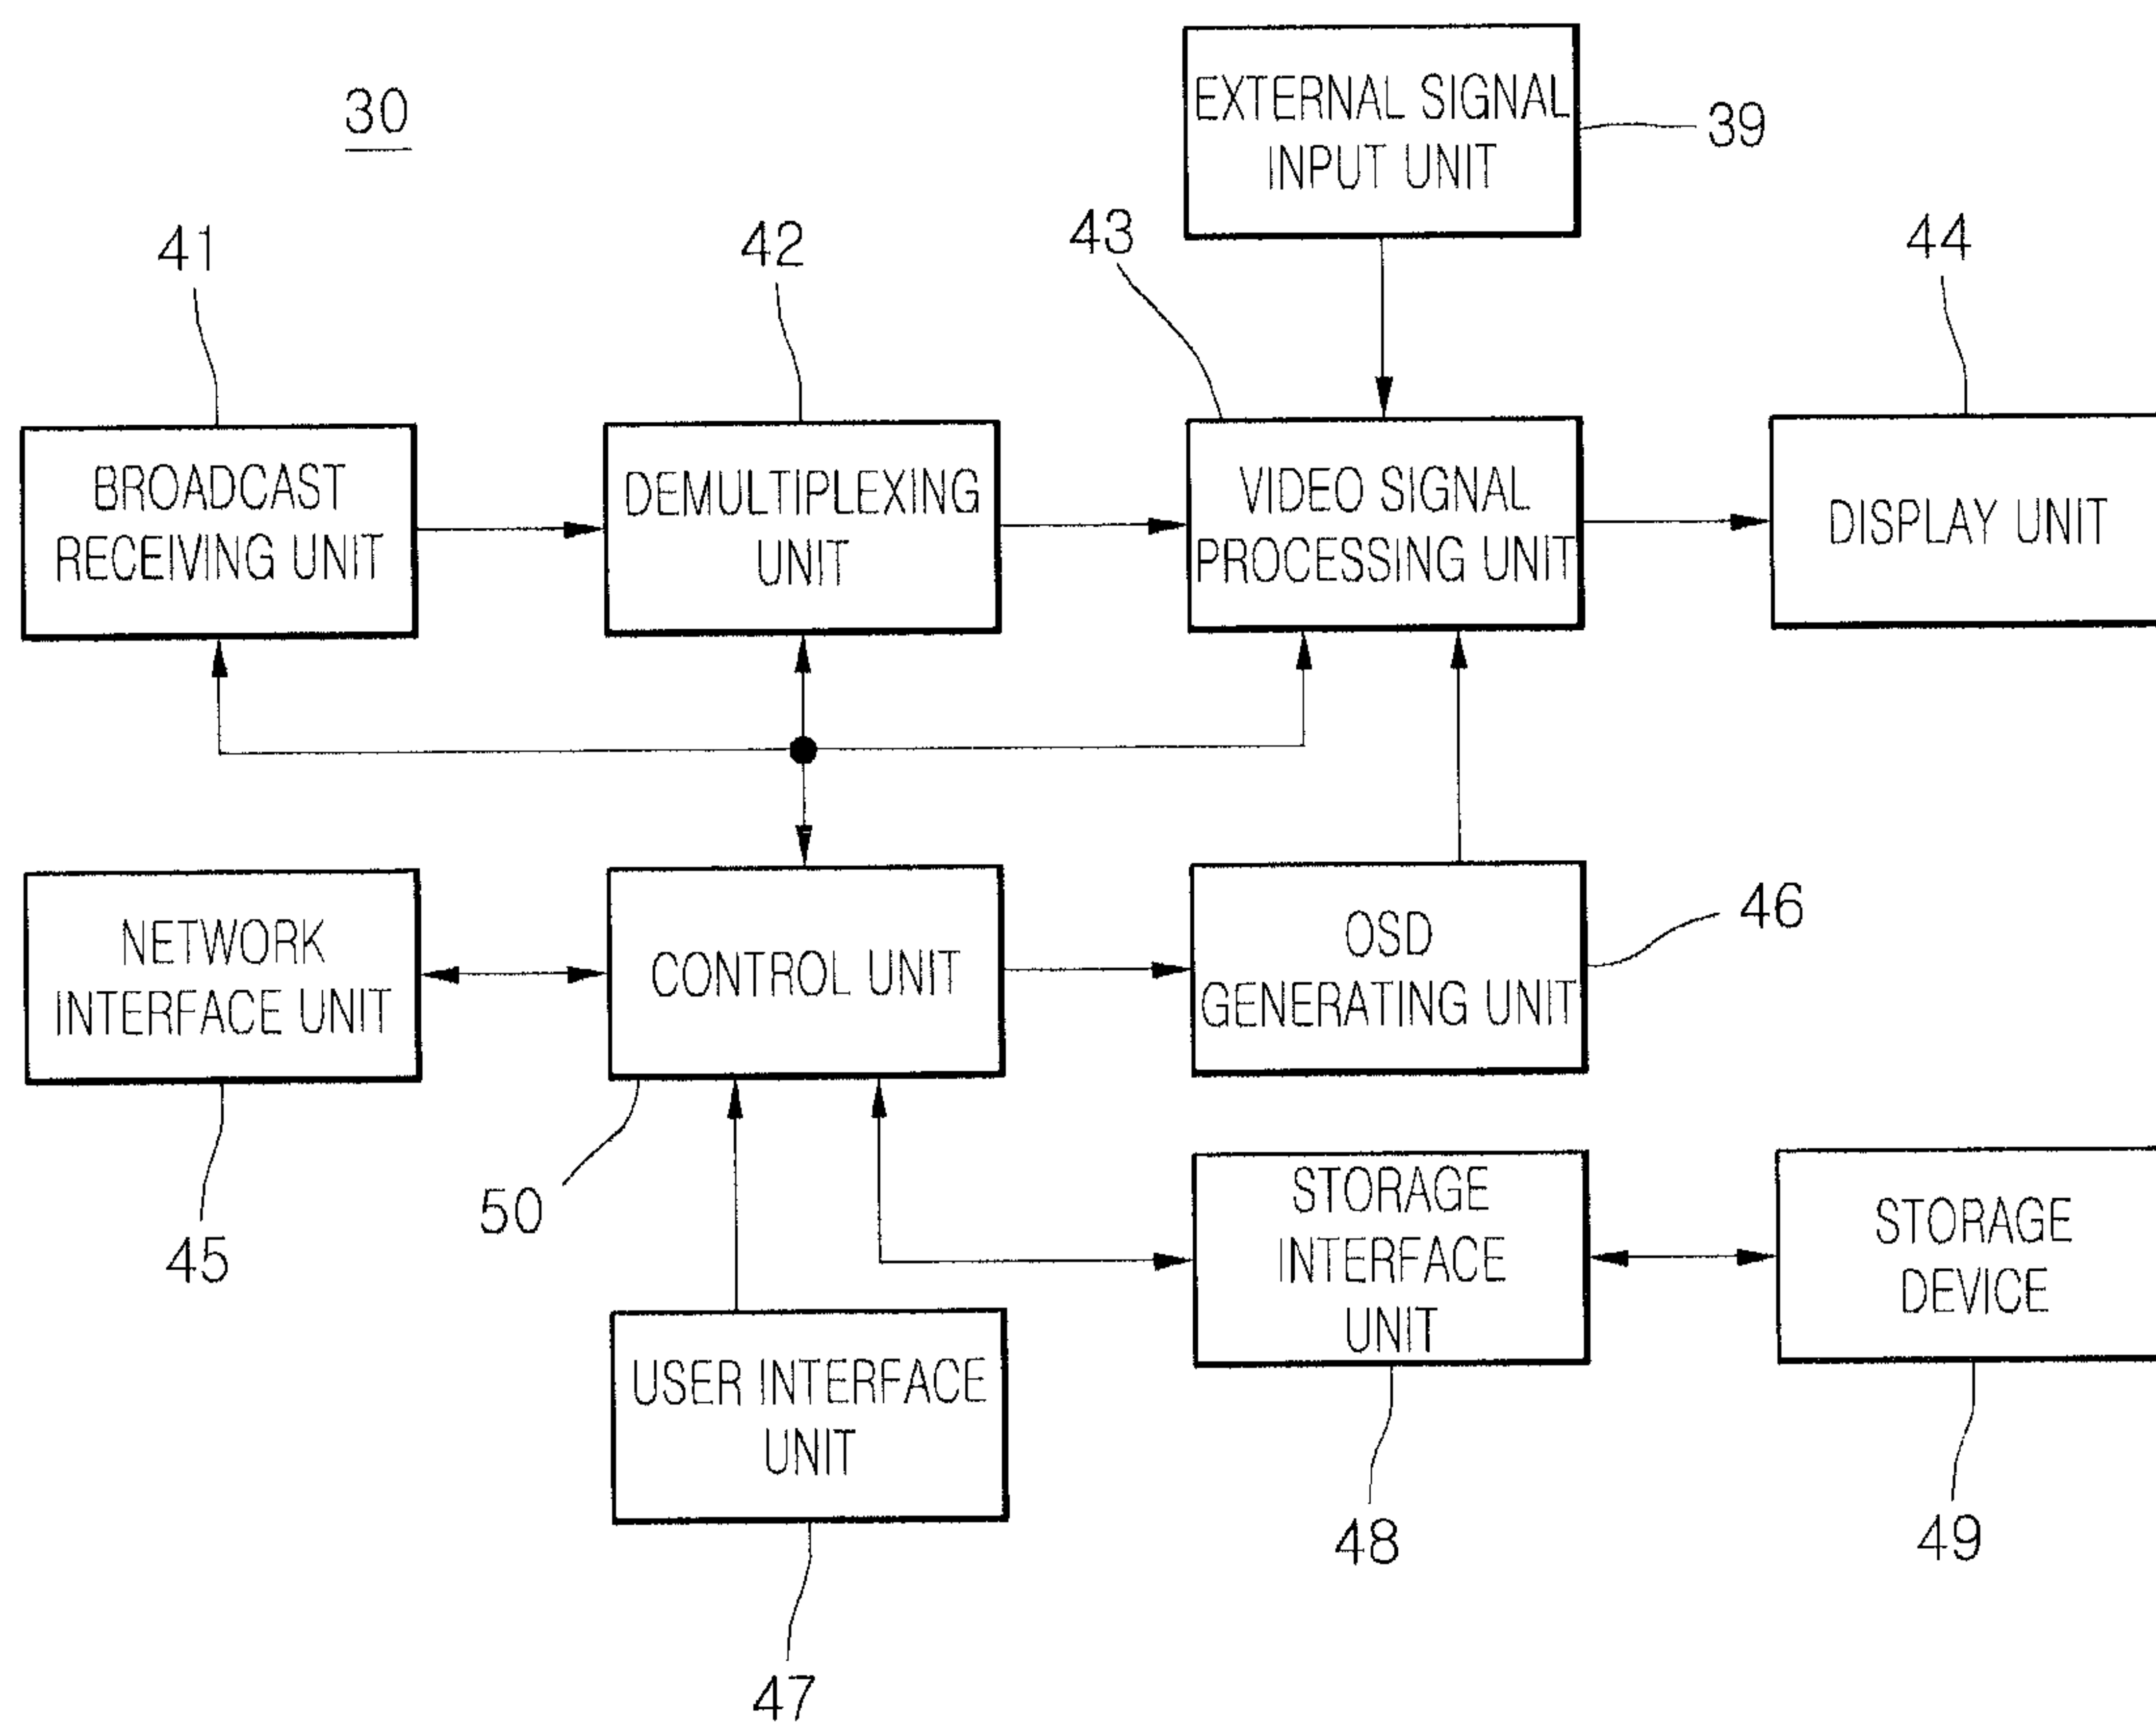 30
EXTERNAL SIGNAL
INPUT UNIT
39
41
42
43
44
BROADCAST
RECEIVING UNIT
DEMULTIPLEXING
UNIT
VIDEO SIGNAL
PROCESSING UNIT
DISPLAY UNIT
NETWORK
INTERFACE UNIT
CONTROL UNIT
OSD
GENERATING UNIT
46
45
50
STORAGE
INTERFACE
UNIT
STORAGE
DEVICE
USER INTERFACE
UNIT
48
49
47